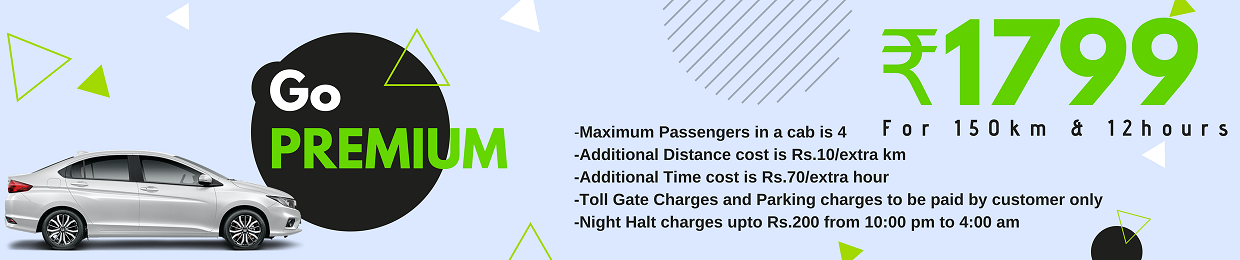 Go
PREMIUM
₹1799
For 150km & 12hours
-Maximum Passengers in a cab is 4
-Additional Distance cost is Rs.10/extra km
-Additional Time cost is Rs.70/extra hour
-Toll Gate Charges and Parking charges to be paid by customer only
-Night Halt charges upto Rs.200 from 10:00 pm to 4:00 am